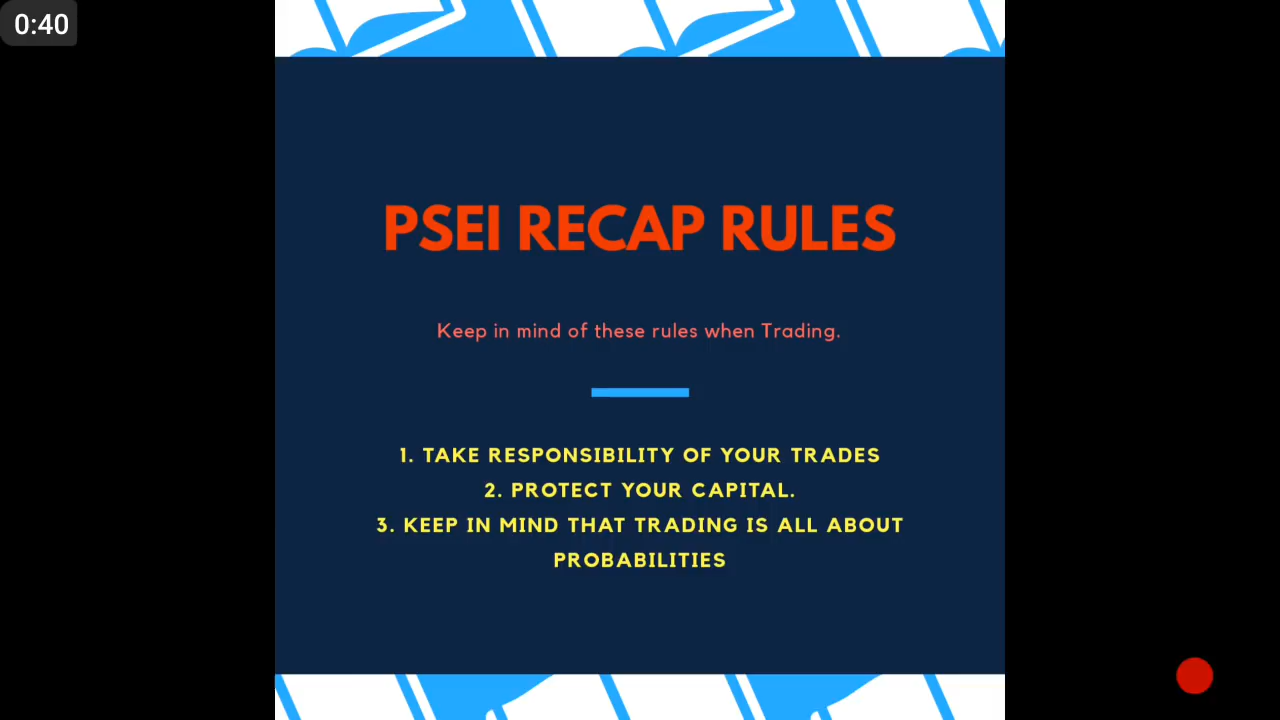 0:40
PSEI RECAP RULES
Keep in mind of these rules when Trading.
1. TAKE RESPONSIBILITY OF YOUR TRADES
2. PROTECT YOUR CAPITAL.
3. KEEP IN MIND THAT TRADING IS ALL ABOUT
PROBABILITIES